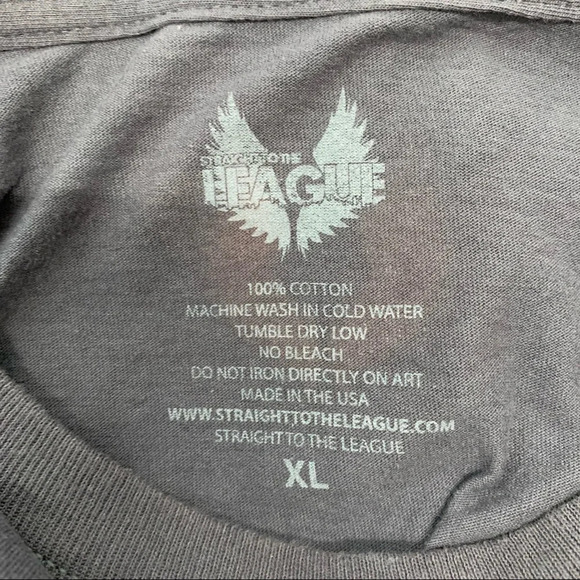 STRAIGHT TO THE
LEAGUE
100% COTTON
MACHINE WASH IN COLD WATER
TUMBLE DRY LOW
NO BLEACH
DO NOT IRON DIRECTLY ON ART
MADE IN THE USA
WWW.STRAIGHTTOTHELEAGUE.COM
STRAIGHT TO THE LEAGUE
XL